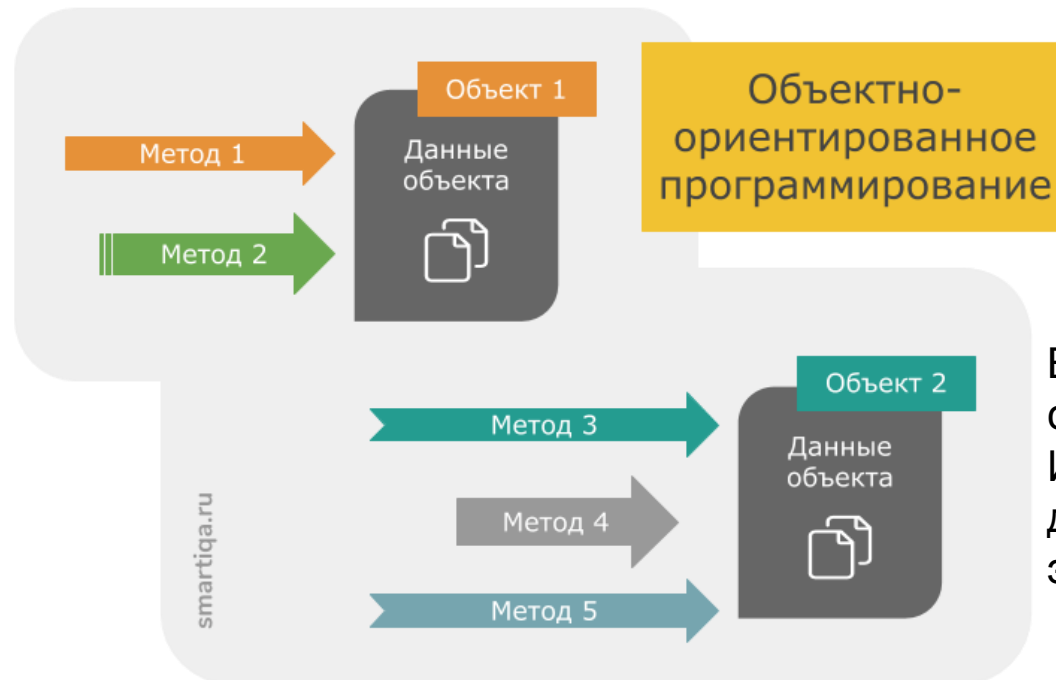 Объект 1
Объектно-
ориентированное
программирование
Метод 1
Данные
объекта
Метод 2
Объект 2
Метод 3
Данные
объекта
Метод 4
Метод 5
smartiqa.ru